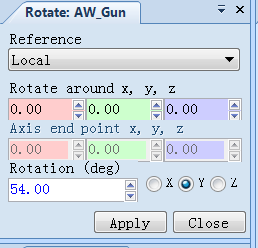 Rotate: AW_Gun
Reference
Local
Rotate around x, y, z
0.00 0.00 0.00
Axis end point x, y, z
0.00 0.00 0.00
Rotation (deg)
54.00 X Y Z
Apply Close